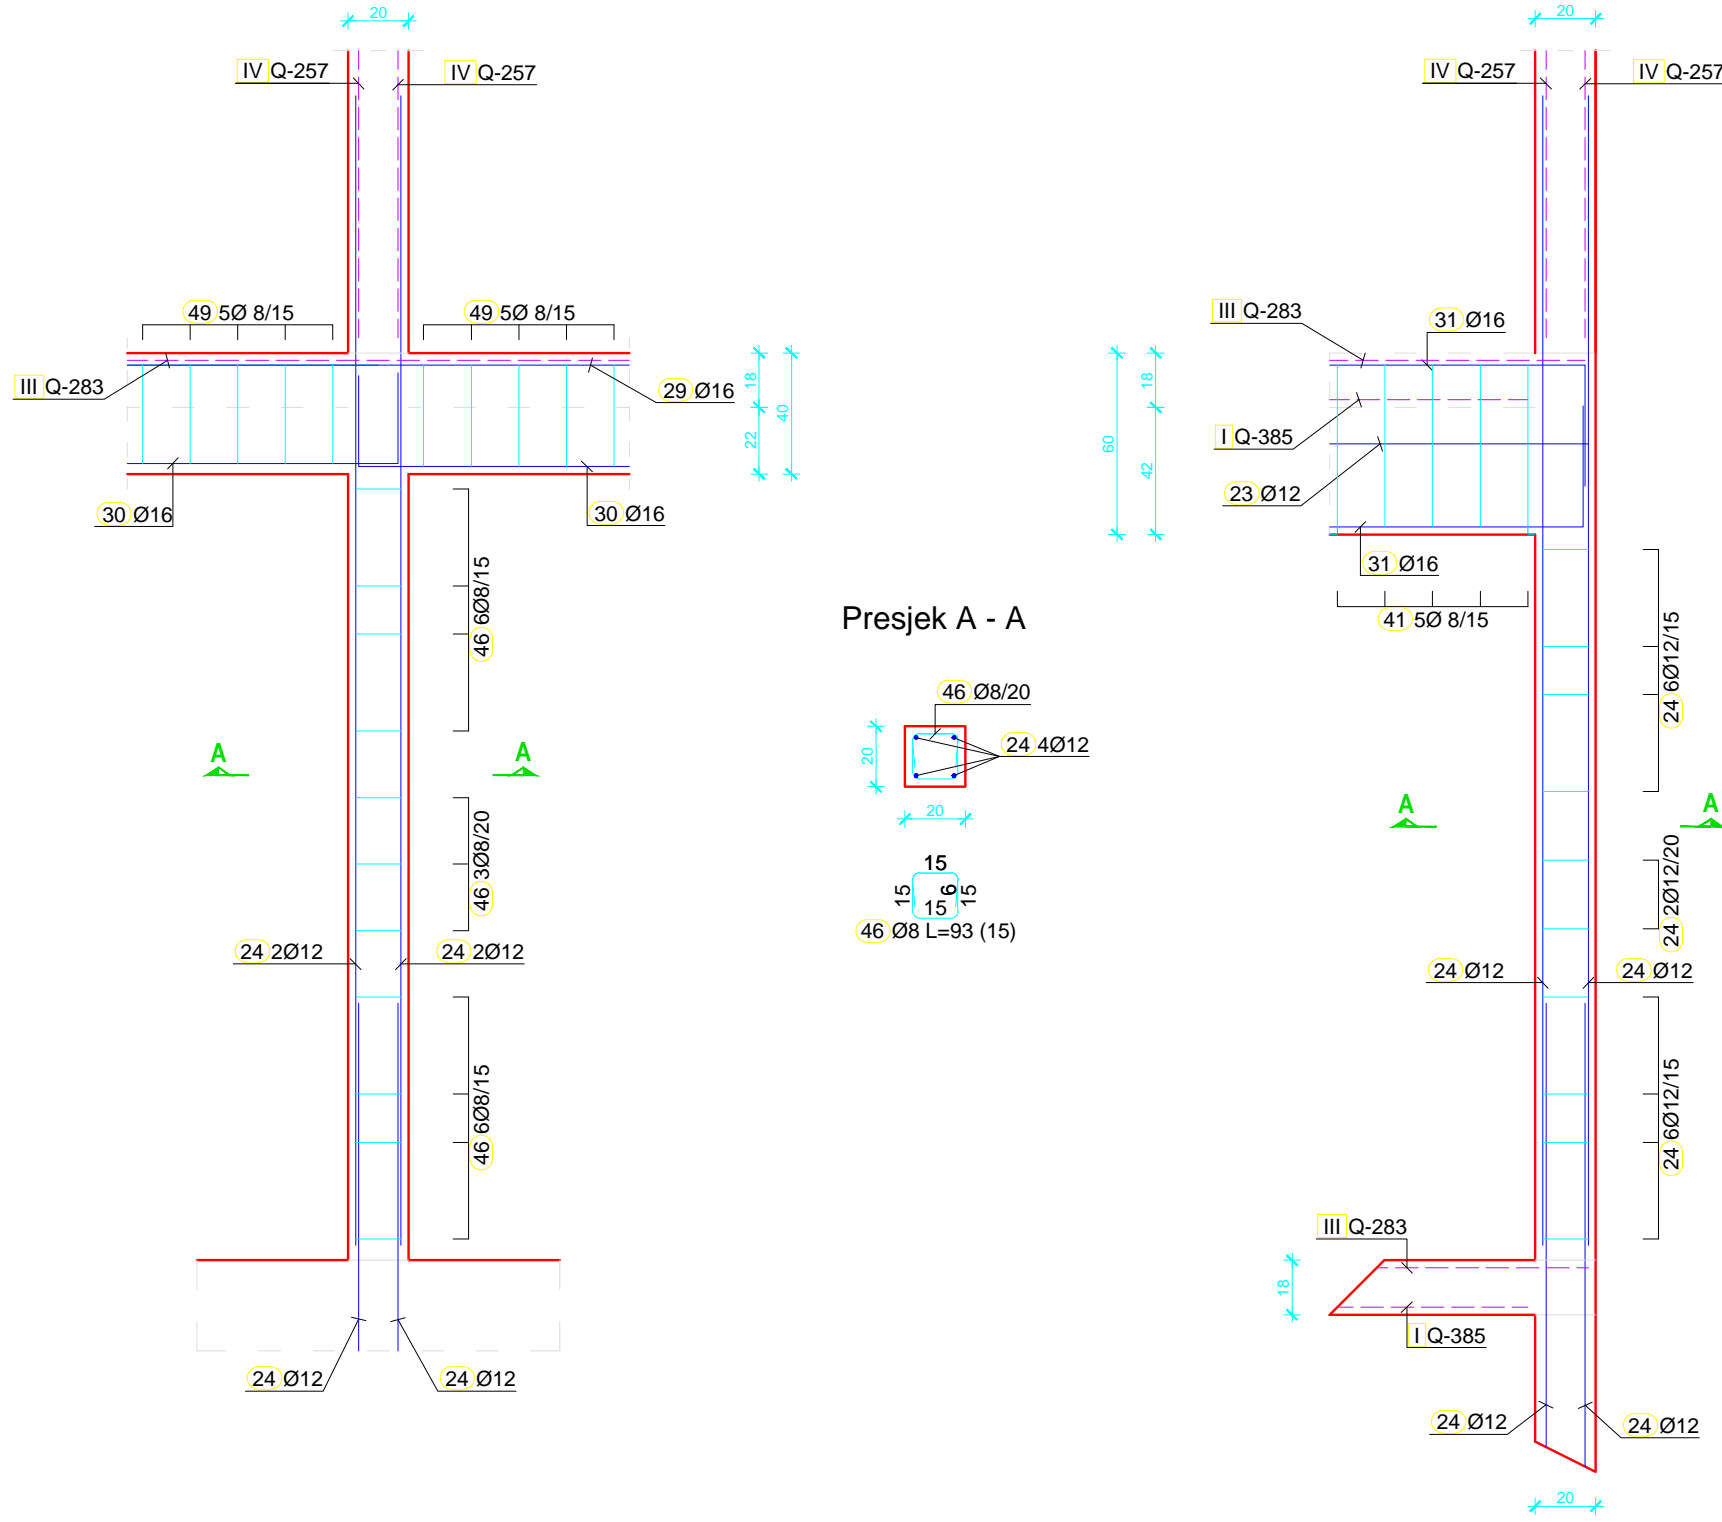 20
IV Q-257
IV Q-257
49 5Ø 8/15
49 5Ø 8/15
III Q-283
29 Ø16
18
22
40
30 Ø16
30 Ø16
46 6Ø8/15
A
A
46 3Ø8/20
24 2Ø12
24 2Ø12
46 6Ø8/15
24 Ø12
24 Ø12
Presjek A - A
46 Ø8/20
24 4Ø12
20
20
15
15
6
15
15
46 Ø8 L=93 (15)
20
IV Q-257
IV Q-257
III Q-283
31 Ø16
I Q-385
23 Ø12
60
18
42
31 Ø16
41 5Ø 8/15
24 6Ø12/15
A
A
24 2Ø12/20
24 Ø12
24 Ø12
24 6Ø12/15
III Q-283
18
I Q-385
24 Ø12
24 Ø12
20